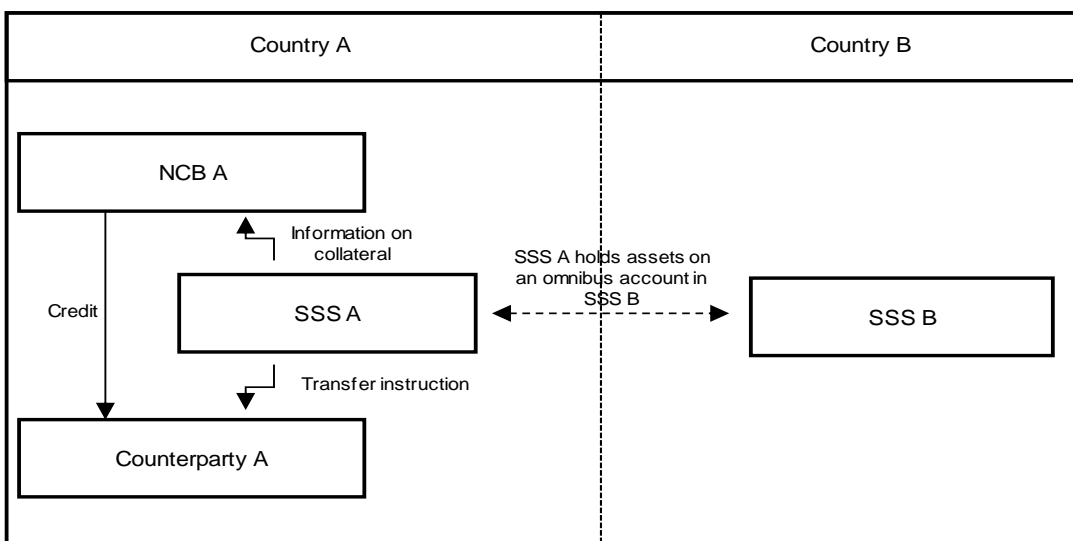 Country A
Country B
NCB A
Information on
collateral
SSS A holds assets on
an omnibus account in
SSS B
Credit
SSS A
SSS B
Transfer instruction
Counterparty A